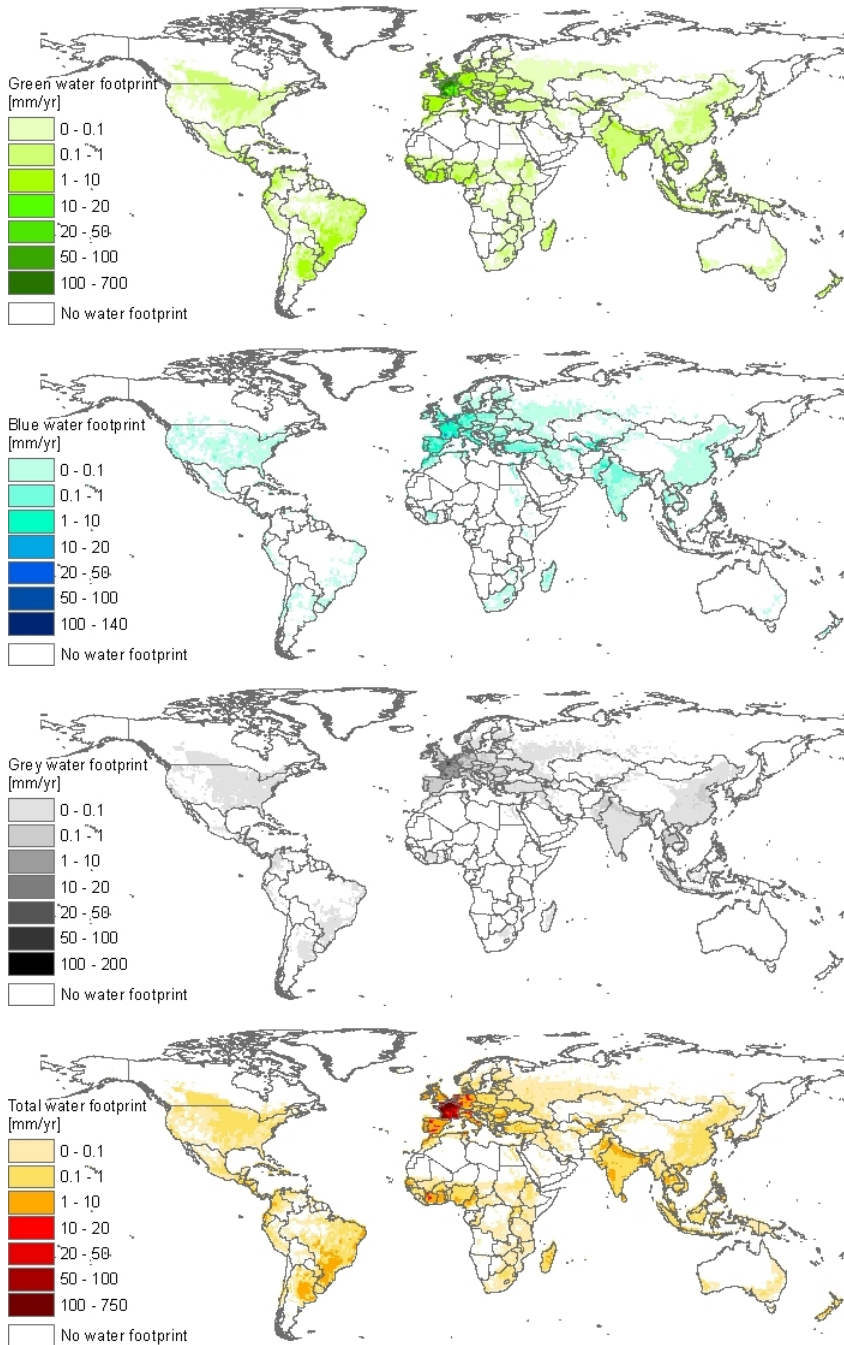 Green water footprint
[mm/yr]
0 - 0.1
0.1 - 1
1 - 10
10 - 20
20 - 50
50 - 100
100 - 700
No water footprint
Blue water footprint
[mm/yr]
0 - 0.1
0.1 - 1
1 - 10
10 - 20
20 - 50
50 - 100
100 - 140
No water footprint
Grey water footprint
[mm/yr]
0 - 0.1
0.1 - 1
1 - 10
10 - 20
20 - 50
50 - 100
100 - 200
No water footprint
Total water footprint
[mm/yr]
0 - 0.1
0.1 - 1
1 - 10
10 - 20
20 - 50
50 - 100
100 - 750
No water footprint